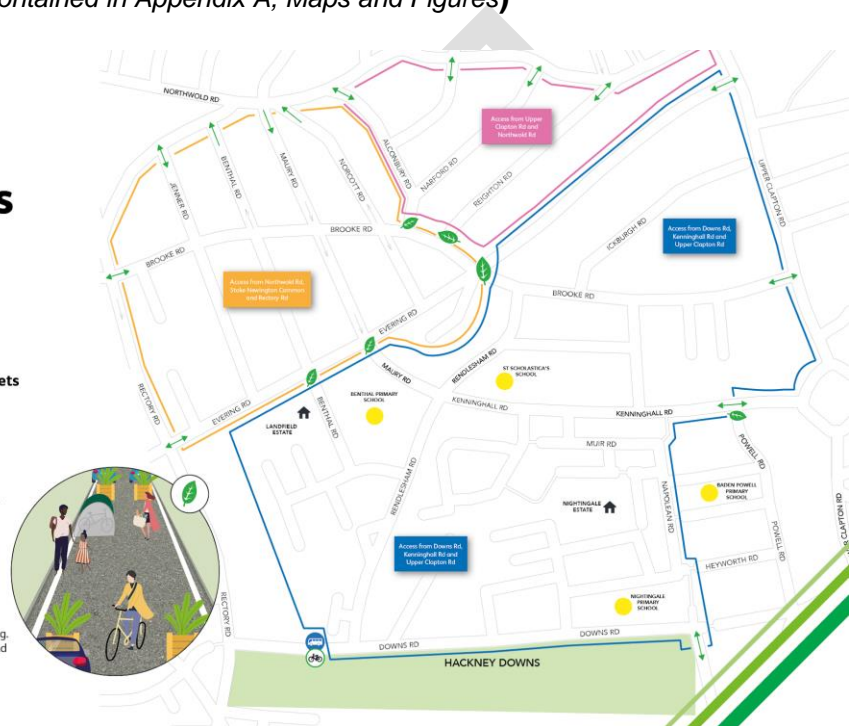 ontained in Appendix A, Maps and Figures)
NORTHWOLD RD
Access from Upper
Clapton Rd and
Northwold Rd
ALCONBURY RD
NARFORD RD
REIGHTON RD
UPPER CLAPTON RD
JENNER RD
BENTHAL RD
MAURY RD
NORCOTT RD
S
BROOKE RD
BROOKE RD
ICKBURGH RD
Access from Downs Rd,
Kenninghall Rd and
Upper Clapton Rd
Access from Northwold Rd,
Stoke Newington Common
and Rectory Rd
BROOKE RD
EVERING RD
RENDLESHAM RD
ST SCHOLASTICA'S
SCHOOL
MAURY RD
ets
RECTORY RD
EVERING RD
BENTHAL RD
BENTHAL PRIMARY
SCHOOL
LANDFIELD
ESTATE
KENNINGHALL RD
KENNINGHALL RD
MUIR RD
POWELL RD
RENDLESHAM RD
NAPOLEAN RD
BADEN POWELL
PRIMARY
SCHOOL
NIGHTINGALE
ESTATE
POWELL RD
CLAPTON RD
Access from Downs Rd,
Kenninghall Rd and
Upper Clapton Rd
HEYWORTH RD
RECTORY RD
NIGHTINGALE
PRIMARY
SCHOOL
g.
d
DOWNS RD
DOWNS RD
HACKNEY DOWNS